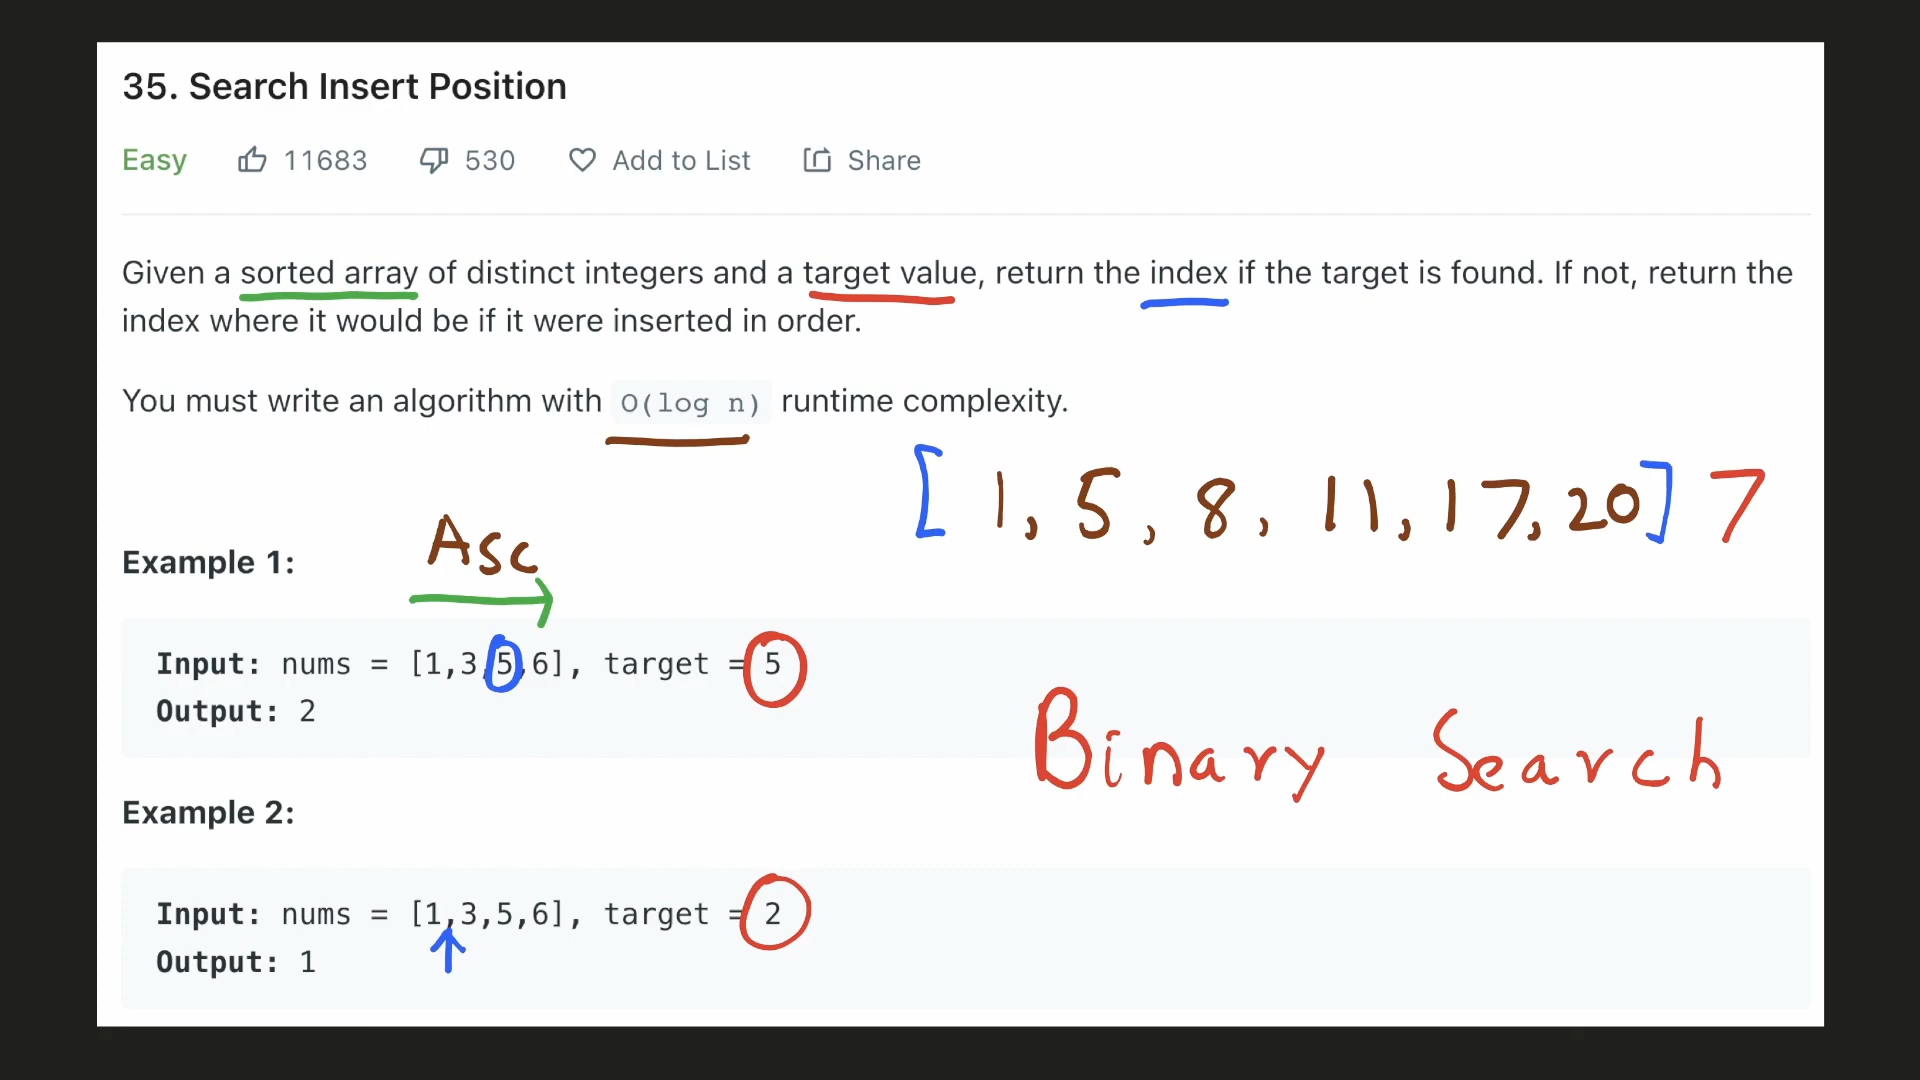 35. Search Insert Position
Easy 11683 530 Add to List Share
Given a sorted array of distinct integers and a target value, return the index if the target is found. If not, return the
index where it would be if it were inserted in order.
You must write an algorithm with O(log n) runtime complexity.
[ 1, 5, 8, 11, 17, 20] 7
Asc
Example 1:
Input: nums = [1,3,5,6], target = 5
Output: 2
Binary Search
Example 2:
Input: nums = [1,3,5,6], target = 2
Output: 1